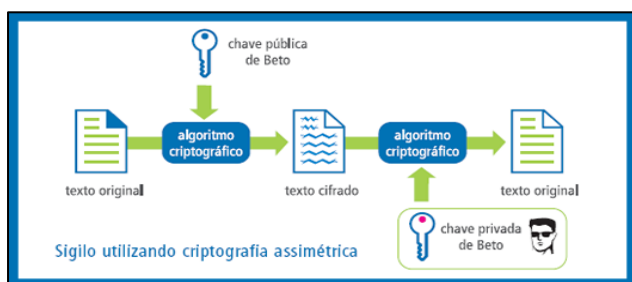 chave pública
de Beto
algoritmo
criptográfico
algoritmo
criptográfico
texto original
texto cifrado
texto original
chave privada
de Beto
Sigilo utilizando criptografia assimétrica